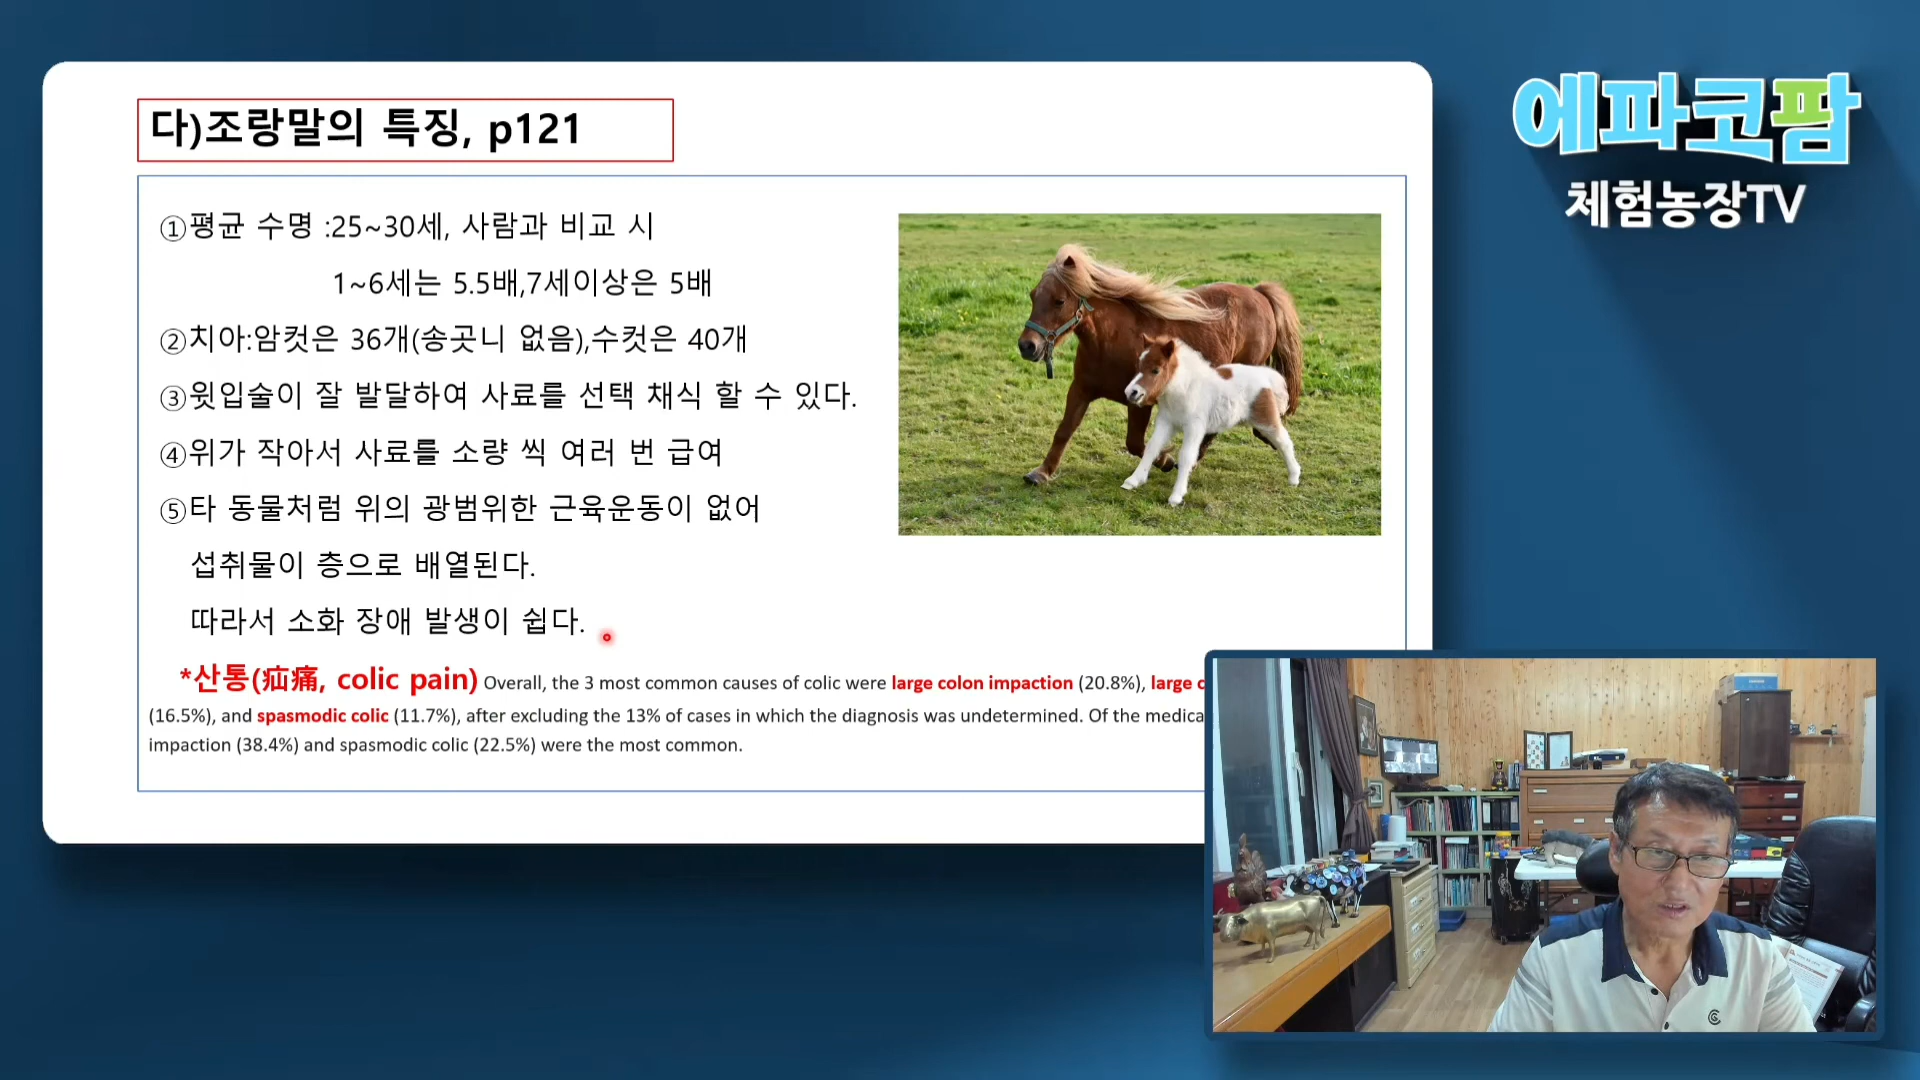 다)조랑말의 특징, p121
①평균 수명 :25~30세, 사람과 비교 시
1~6세는 5.5배,7세이상은 5배
②치아:암컷은 36개(송곳니 없음),수컷은 40개
③윗입술이 잘 발달하여 사료를 선택 채식 할 수 있다.
④위가 작아서 사료를 소량 씩 여러 번 급여
⑤타 동물처럼 위의 광범위한 근육운동이 없어
섭취물이 층으로 배열된다.
따라서 소화 장애 발생이 쉽다.
*산통(疝痛, colic pain) Overall, the 3 most common causes of colic were large colon impaction (20.8%), large c
(16.5%), and spasmodic colic (11.7%), after excluding the 13% of cases in which the diagnosis was undetermined. Of the medica
impaction (38.4%) and spasmodic colic (22.5%) were the most common.
에파코팜
체험농장TV